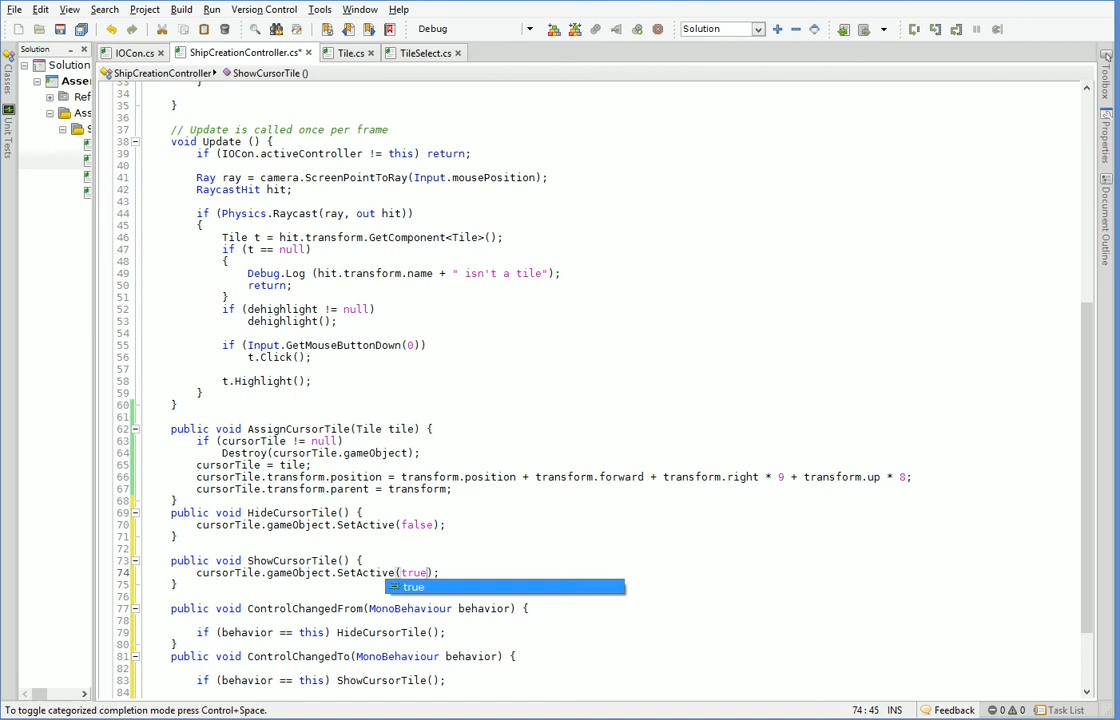 File Edit View Search Project Build Run Version Control Tools Window Help
Debug Solution
Solution IOCon.cs ShipCreationController.cs* Tile.cs TileSelect.cs
Solution ShipCreationController ShowCursorTile ()
Asse
Ref
Ass
S
Classes
Unit Tests
Toolbox
Properties
Document Outline
33 }
34
35 }
36
37 // Update is called once per frame
38 void Update () {
39 if (IOCon.activeController != this) return;
40
41 Ray ray = camera.ScreenPointToRay(Input.mousePosition);
42 RaycastHit hit;
43
44 if (Physics.Raycast(ray, out hit))
45 {
46 Tile t = hit.transform.GetComponent<Tile>();
47 if (t == null)
48 {
49 Debug.Log (hit.transform.name + " isn't a tile");
50 return;
51 }
52 if (dehighlight != null)
53 dehighlight();
54
55 if (Input.GetMouseButtonDown(0))
56 t.Click();
57
58 t.Highlight();
59 }
60 }
61
62 public void AssignCursorTile(Tile tile) {
63 if (cursorTile != null)
64 Destroy(cursorTile.gameObject);
65 cursorTile = tile;
66 cursorTile.transform.position = transform.position + transform.forward + transform.right * 9 + transform.up * 8;
67 cursorTile.transform.parent = transform;
68 }
69 public void HideCursorTile() {
70 cursorTile.gameObject.SetActive(false);
71 }
72
73 public void ShowCursorTile() {
74 cursorTile.gameObject.SetActive(true);
75 }
true
76
77 public void ControlChangedFrom(MonoBehaviour behavior) {
78
79 if (behavior == this) HideCursorTile();
80 }
81 public void ControlChangedTo(MonoBehaviour behavior) {
82
83 if (behavior == this) ShowCursorTile();
84
To toggle categorized completion mode press Control+Space. 74:45 INS Feedback 0 0 Task List